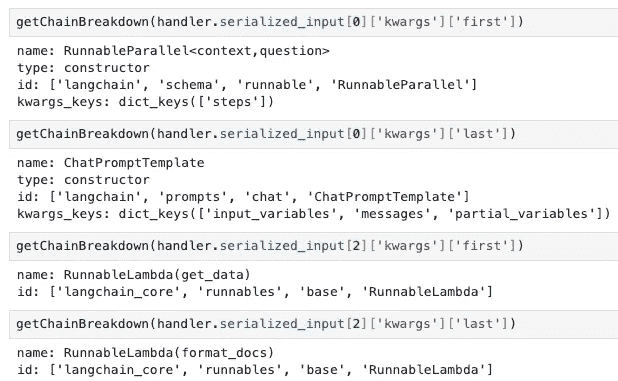 getChainBreakdown(handler.serialized_input[0]['kwargs']['first'])
name: RunnableParallel<context,question>
type: constructor
id: ['langchain', 'schema', 'runnable', 'RunnableParallel']
kwargs_keys: dict_keys(['steps'])
getChainBreakdown(handler.serialized_input[0]['kwargs']['last'])
name: ChatPromptTemplate
type: constructor
id: ['langchain', 'prompts', 'chat', 'ChatPromptTemplate']
kwargs_keys: dict_keys(['input_variables', 'messages', 'partial_variables'])
getChainBreakdown(handler.serialized_input[2]['kwargs']['first'])
name: RunnableLambda(get_data)
id: ['langchain_core', 'runnables', 'base', 'RunnableLambda']
getChainBreakdown(handler.serialized_input[2]['kwargs']['last'])
name: RunnableLambda(format_docs)
id: ['langchain_core', 'runnables', 'base', 'RunnableLambda']